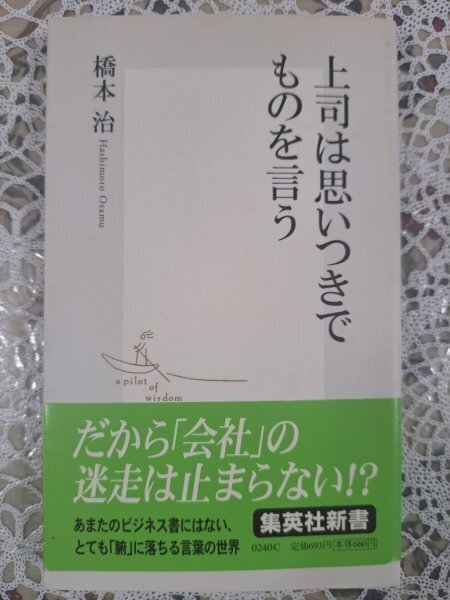 上司は思いつきで
ものを言う
橋本 治
Hashimoto Osamu
a pilot
of
wisdom
だから「会社」の
迷走は止まらない!?
あまたのビジネス書にはない、
とても「腑」に落ちる言葉の世界
集英社新書
0240C 定価693円 本体660円